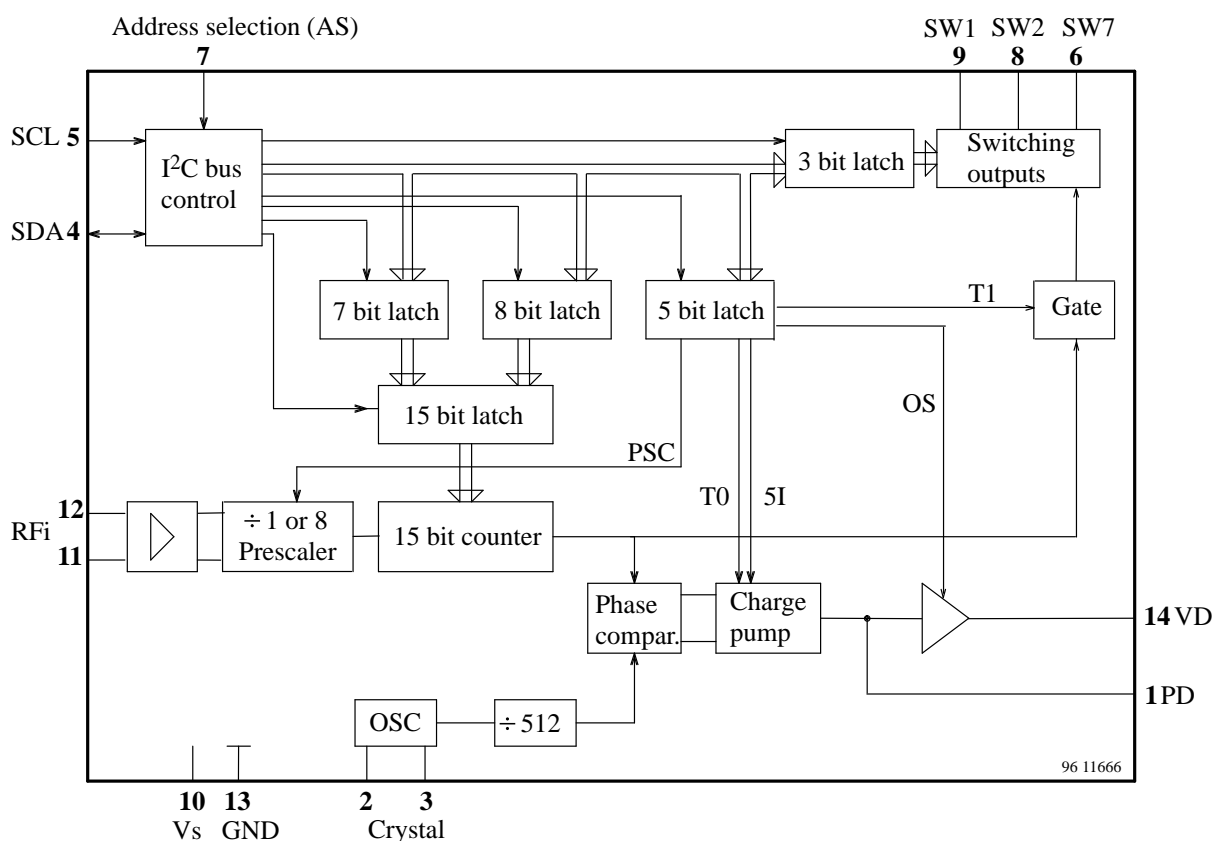 Address selection (AS)
7
SW1 SW2 SW7
9 8 6
SCL 5
I²C bus
control
3 bit latch
Switching
outputs
SDA 4
7 bit latch
8 bit latch
5 bit latch
T1
Gate
15 bit latch
OS
PSC
T0 5I
RFi
12
11
÷ 1 or 8
Prescaler
15 bit counter
Phase
compar.
Charge
pump
14 VD
1 PD
OSC
÷ 512
96 11666
10 13 2 3
Vs GND Crystal